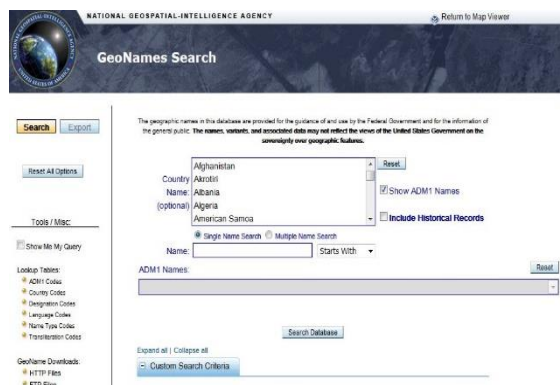 NATIONAL GEOSPATIAL-INTELLIGENCE AGENCY
Return to Map Viewer
GeoNames Search
Search Export
Reset All Options
Tools / Misc:
Show Me My Query
Lookup Tables:
ADM1 Codes
Country Codes
Designation Codes
Language Codes
Name Type Codes
Transliteration Codes
GeoName Downloads:
HTTP Files
FTP Files
The geographic names in this database are provided for the guidance of and use by the Federal Government and for the information of
the general public. The names, variants, and associated data may not reflect the views of the United States Government on the
sovereignty over geographic features.
Country
Name:
(optional)
Afghanistan
Akrotiri
Albania
Algeria
American Samoa
Reset
Show ADM1 Names
Include Historical Records
Single Name Search Multiple Name Search
Name: Starts With
ADM1 Names: Reset
Search Database
Expand all | Collapse all
Custom Search Criteria